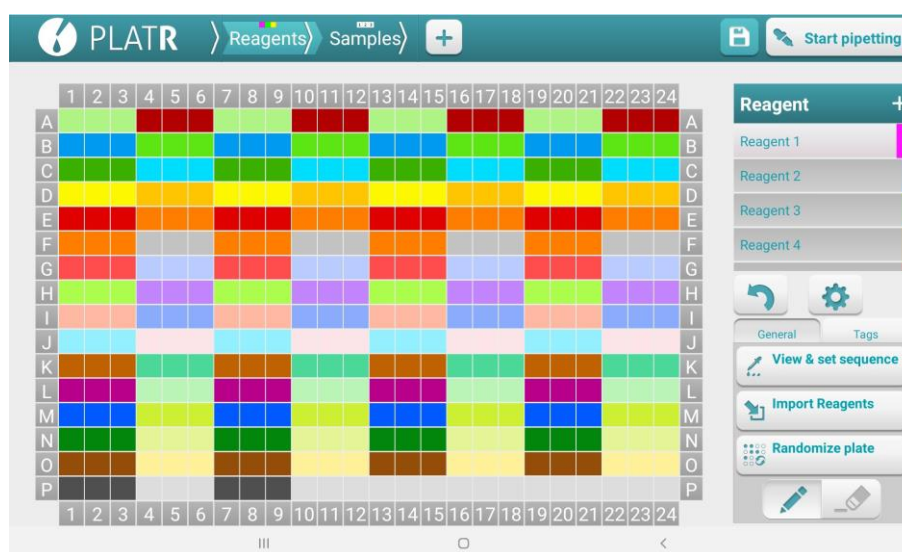 PLATR Reagents Samples + Start pipetting
1 2 3 4 5 6 7 8 9 10 11 12 13 14 15 16 17 18 19 20 21 22 23 24
A A
B B
C C
D D
E E
F F
G G
H H
I I
J J
K K
L L
M M
N N
O O
P P
1 2 3 4 5 6 7 8 9 10 11 12 13 14 15 16 17 18 19 20 21 22 23 24
Reagent +
Reagent 1
Reagent 2
Reagent 3
Reagent 4
General Tags
View & set sequence
Import Reagents
Randomize plate